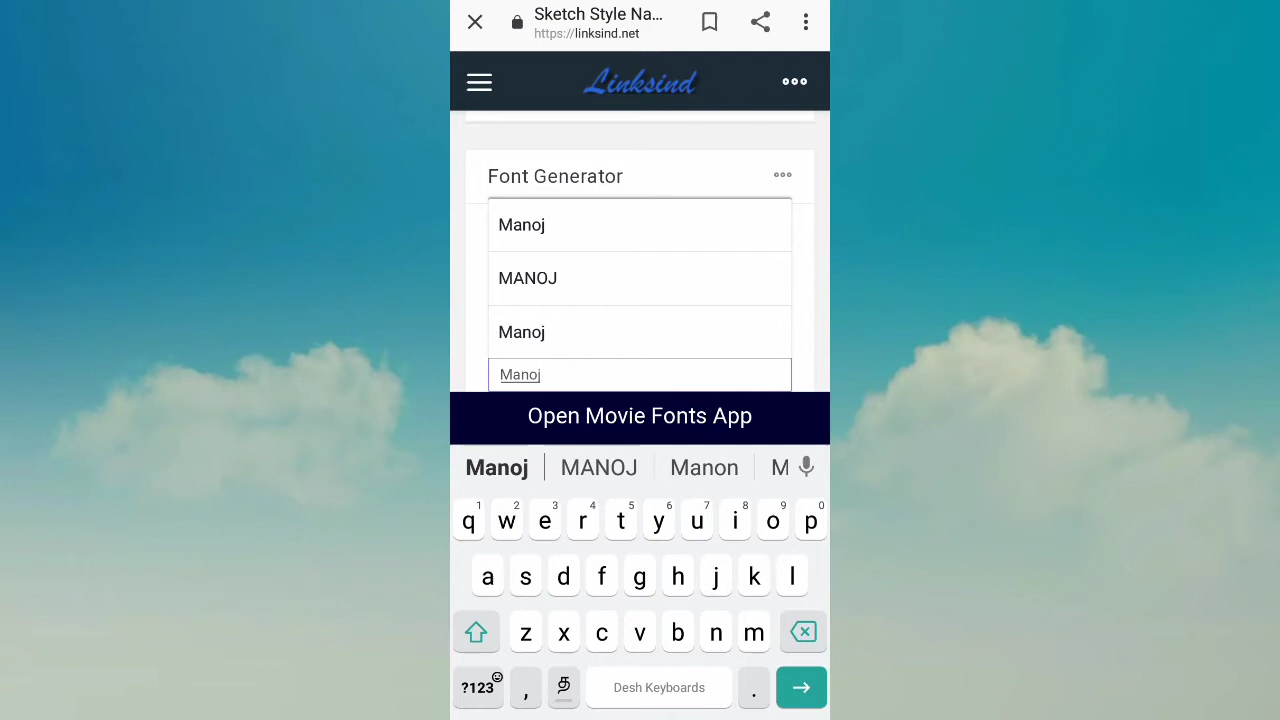 Sketch Style Na...
https://linksind.net
Linksind
Font Generator
Manoj
MANOJ
Manoj
Manoj
Open Movie Fonts App
Manoj MANOJ Manon M
1 2 3 4 5 6 7 8 9 0
q w e r t y u i o p
a s d f g h j k l
z x c v b n m
?123 , த Desh Keyboards .